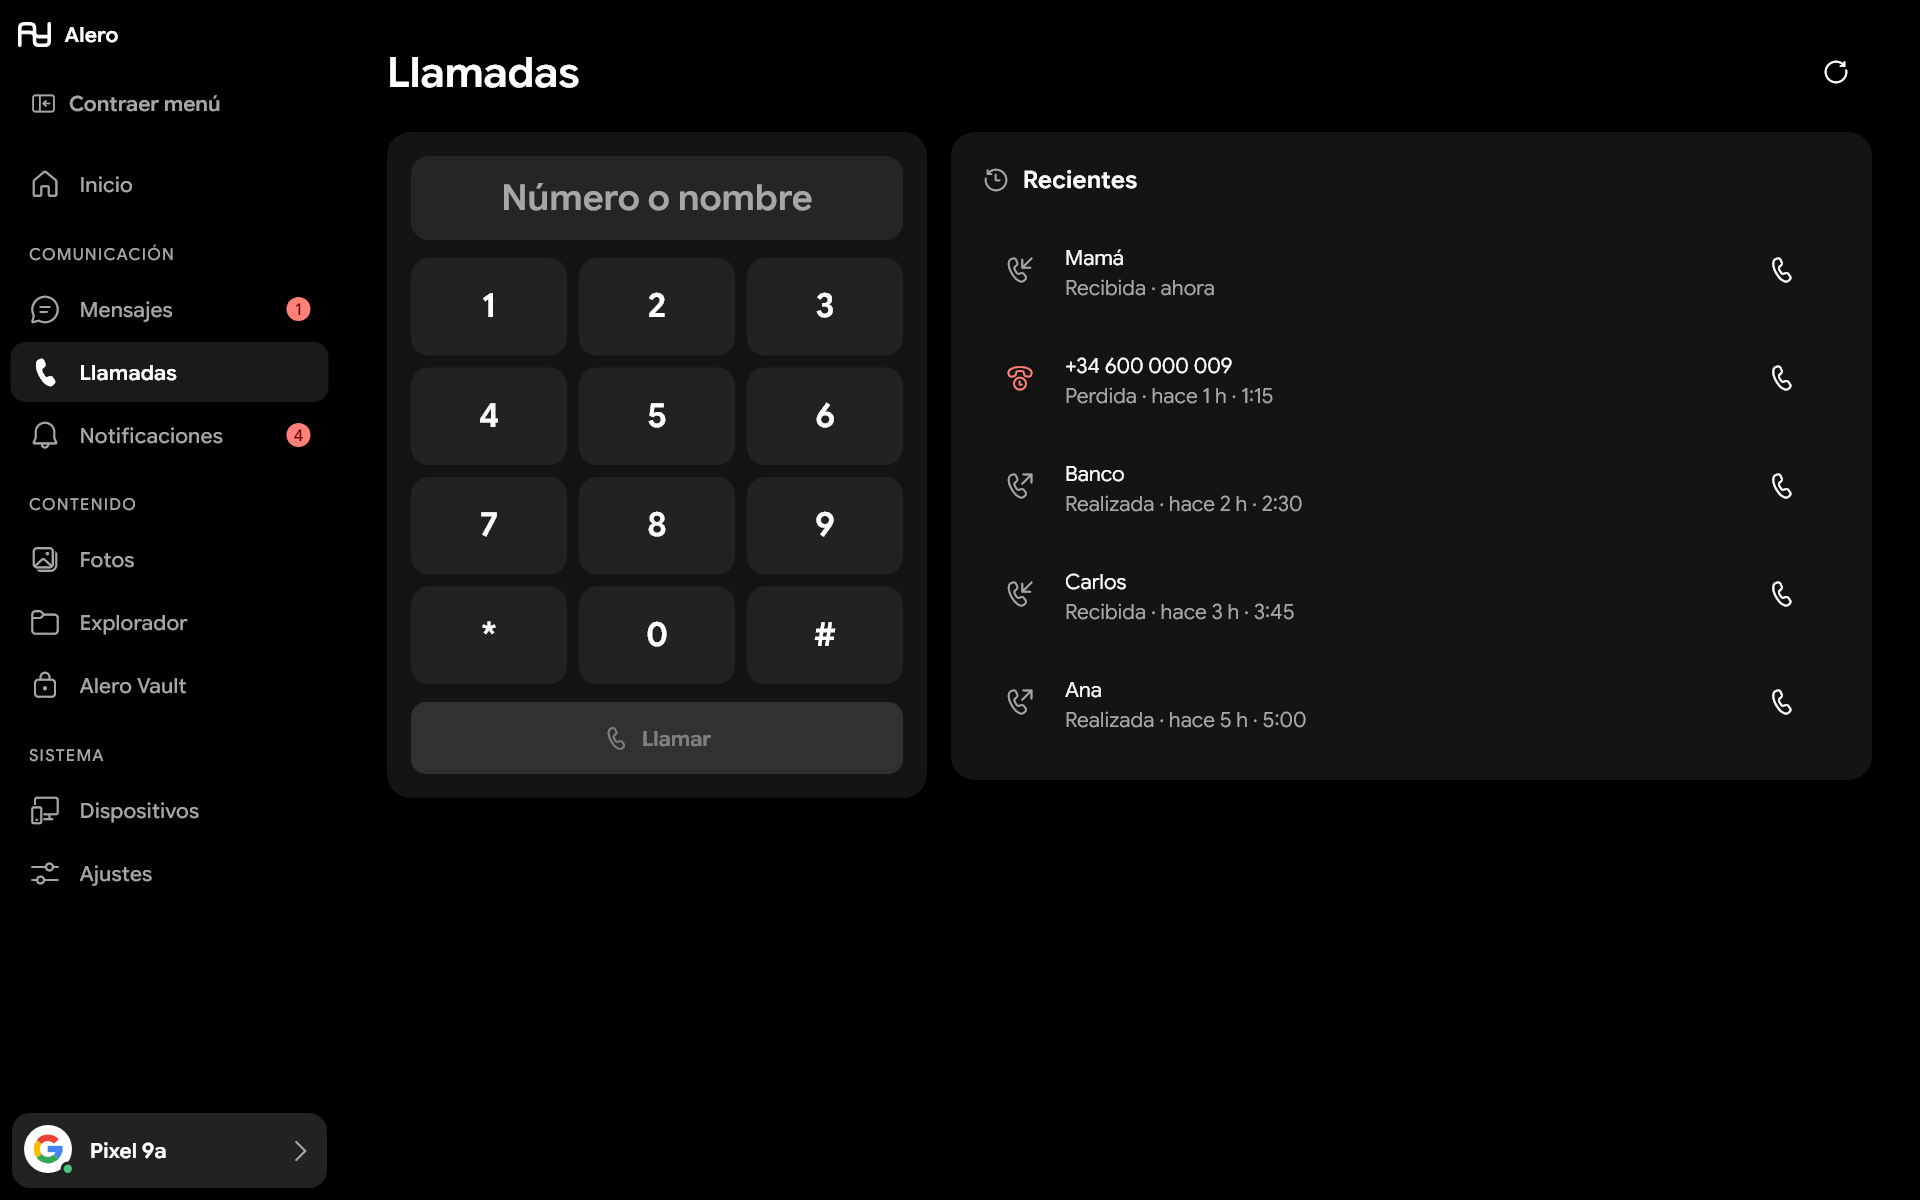 Alero
Contraer menú
Inicio
COMUNICACIÓN
Mensajes 1
Llamadas
Notificaciones 4
CONTENIDO
Fotos
Explorador
Alero Vault
SISTEMA
Dispositivos
Ajustes
Pixel 9a
Llamadas
Número o nombre
1 2 3
4 5 6
7 8 9
* 0 #
Llamar
Recientes
Mamá
Recibida · ahora
+34 600 000 009
Perdida · hace 1 h · 1:15
Banco
Realizada · hace 2 h · 2:30
Carlos
Recibida · hace 3 h · 3:45
Ana
Realizada · hace 5 h · 5:00